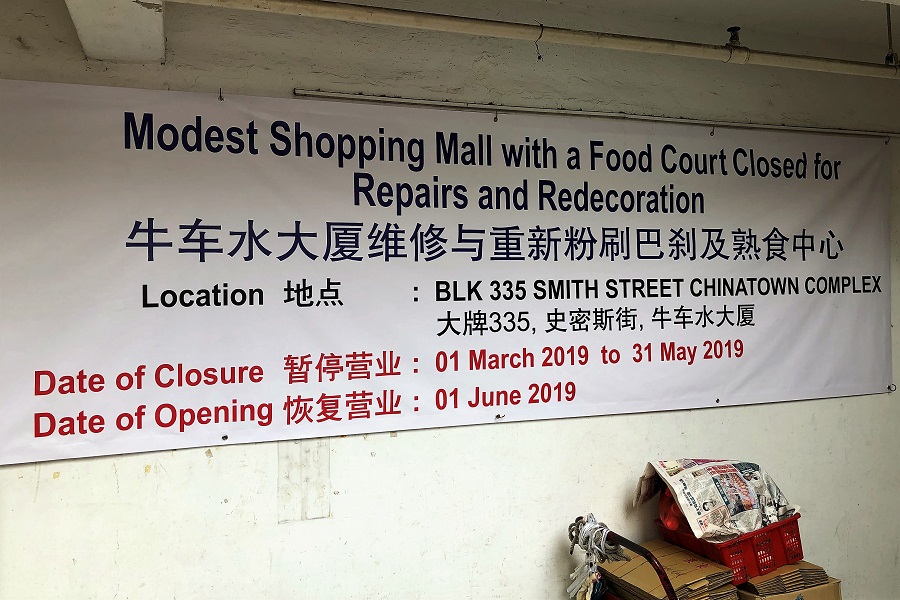 Modest Shopping Mall with a Food Court Closed for
Repairs and Redecoration
牛车水大厦维修与重新粉刷巴刹及熟食中心
Location 地点 : BLK 335 SMITH STREET CHINATOWN COMPLEX
大牌335, 史密斯街, 牛车水大厦
Date of Closure 暂停营业 : 01 March 2019 to 31 May 2019
Date of Opening 恢复营业 : 01 June 2019